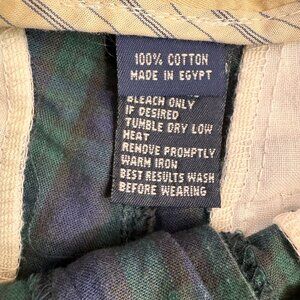 100% COTTON
MADE IN EGYPT
BLEACH ONLY
IF DESIRED
TUMBLE DRY LOW
HEAT
REMOVE PROMPTLY
WARM IRON
BEST RESULTS WASH
BEFORE WEARING